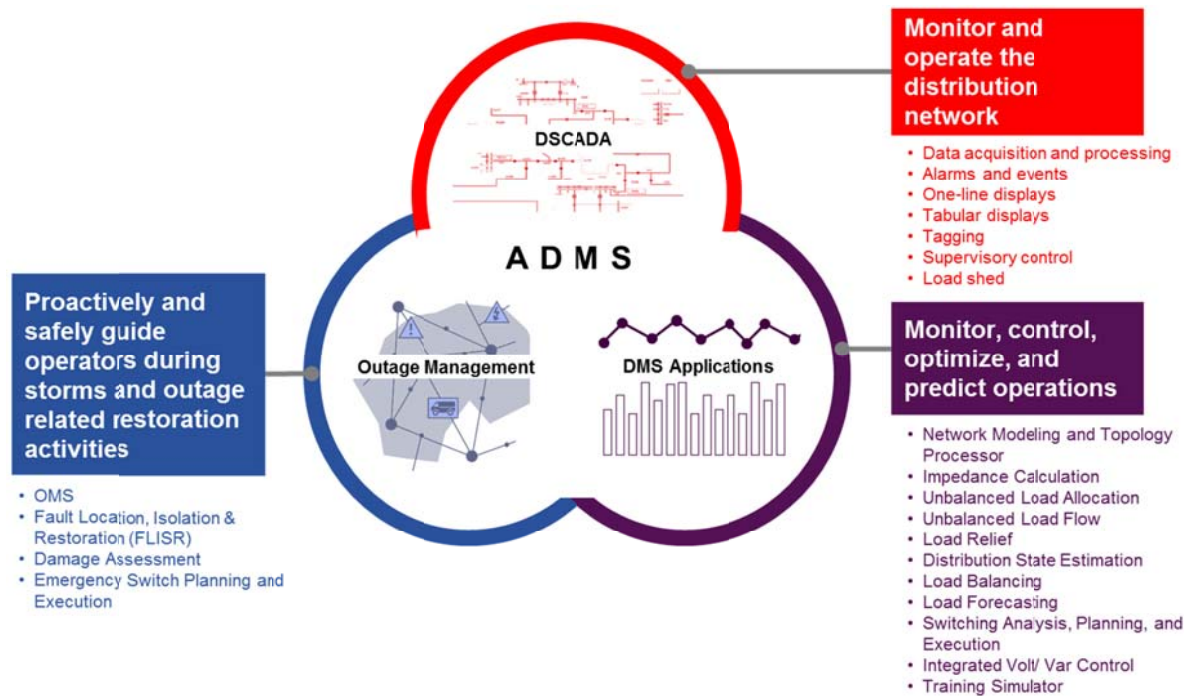 Monitor and
operate the
distribution
network
• Data acquisition and processing
• Alarms and events
• One-line displays
• Tabular displays
• Tagging
• Supervisory control
• Load shed
DSCADA
A D M S
Outage Management
DMS Applications
Proactively and
safely guide
operators during
storms and outage
related restoration
activities
• OMS
• Fault Location, Isolation &
Restoration (FLISR)
• Damage Assessment
• Emergency Switch Planning and
Execution
Monitor, control,
optimize, and
predict operations
• Network Modeling and Topology
Processor
• Impedance Calculation
• Unbalanced Load Allocation
• Unbalanced Load Flow
• Load Relief
• Distribution State Estimation
• Load Balancing
• Load Forecasting
• Switching Analysis, Planning, and
Execution
• Integrated Volt/ Var Control
• Training Simulator